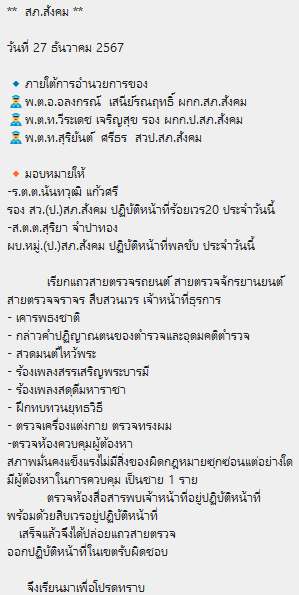 ** สภ.สังคม **
วันที่ 27 ธันวาคม 2567
🔹 ภายใต้การอำนวยการของ
👮พ.ต.อ.อลงกรณ์ เสนีย์รณฤทธิ์ ผกก.สภ.สังคม
👮พ.ต.ท.วีระเดช เจริญสุข รอง ผกก.ป.สภ.สังคม
👮พ.ต.ท.สุริยันต์ ศรีธร สวป.สภ.สังคม
🔸 มอบหมายให้
-ร.ต.ต.นันทวุฒิ แก้วศรี
รอง สว.(ป.)สภ.สังคม ปฏิบัติหน้าที่ร้อยเวร20 ประจำวันนี้
-ส.ต.ต.สุริยา จำปาทอง
ผบ.หมู่.(ป.)สภ.สังคม ปฏิบัติหน้าที่พลขับ ประจำวันนี้
เรียกแถวสายตรวจรถยนต์ สายตรวจจักรยานยนต์
สายตรวจจราจร สืบสวนเวร เจ้าหน้าที่ธุรการ
- เคารพธงชาติ
- กล่าวคำปฏิญาณตนของตำรวจและอุดมคติตำรวจ
- สวดมนต์ไหว้พระ
- ร้องเพลงสรรเสริญพระบารมี
- ร้องเพลงสดุดีมหาราชา
- ฝึกทบทวนยุทธวิธี
- ตรวจเครื่องแต่งกาย ตรวจทรงผม
-ตรวจห้องควบคุมผู้ต้องหา
สภาพมั่นคงแข็งแรงไม่มีสิ่งของผิดกฎหมายซุกซ่อนแต่อย่างใด
มีผู้ต้องหาในการควบคุม เป็นชาย 1 ราย
ตรวจห้องสื่อสารพบเจ้าหน้าที่อยู่ปฏิบัติหน้าที่
พร้อมด้วยสิบเวรอยู่ปฏิบัติหน้าที่
เสร็จแล้วจึงได้ปล่อยแถวสายตรวจ
ออกปฏิบัติหน้าที่ในเขตรับผิดชอบ
จึงเรียนมาเพื่อโปรดทราบ